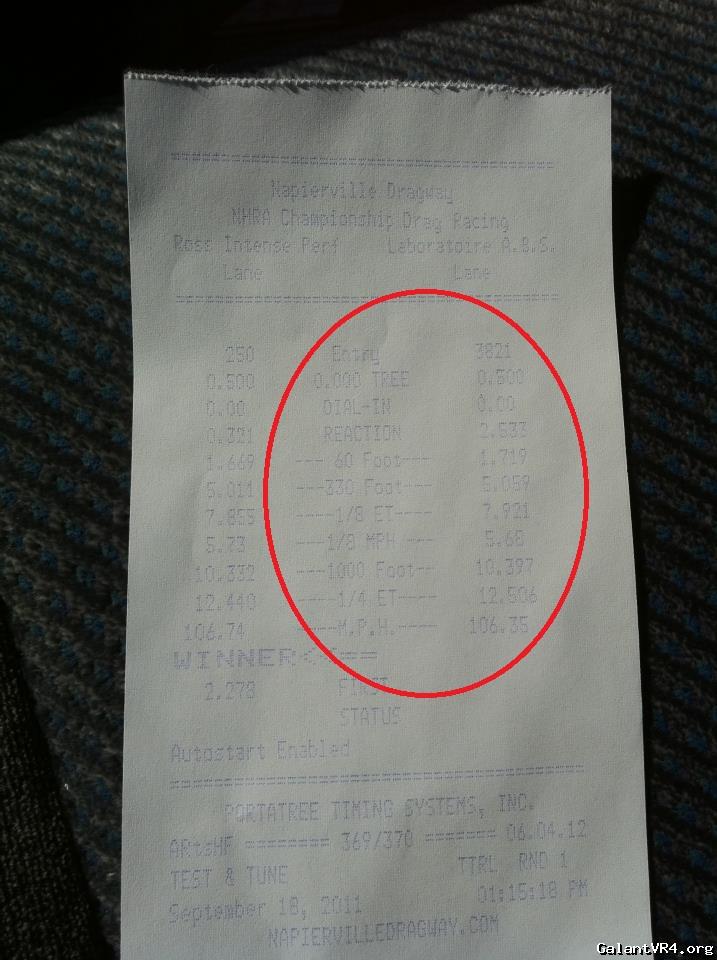 ================================================
Napierville Dragway
NHRA Championship Drag Racing
Ross Intense Perf Laboratoire A.B.S.
Lane Lane
================================================
250 Entry 3821
0.500 0.000 TREE 0.500
0.00 DIAL-IN 0.00
0.321 REACTION 2.533
1.669 --- 60 Foot--- 1.719
5.011 ---330 Foot--- 5.059
7.855 ----1/8 ET---- 7.921
5.73 ---1/8 MPH --- 5.68
10.332 ---1000 Foot-- 10.397
12.440 ----1/4 ET---- 12.506
106.74 ----M.P.H.---- 106.35
WINNER<<==
2.278 FIRST
STATUS
Autostart Enabled
================================================
PORTATREE TIMING SYSTEMS, INC.
ARtsHF ======== 369/370 ======= 06.04.12
TEST & TUNE TTRL RND 1
September 18, 2011 01:15:18 PM
NAPIERVILLEDRAGWAY.COM
GalantVR4.org